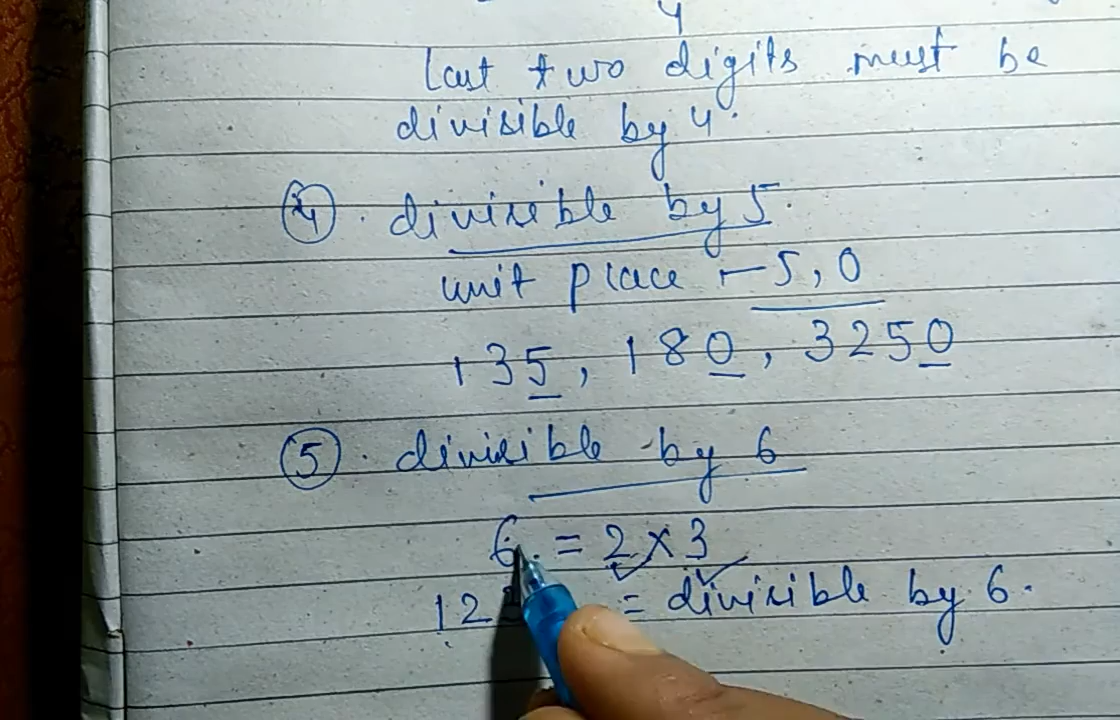 4
Last two digits must be
divisible by 4.
④. divisible by 5.
unit place - 5, 0
135, 180, 3250
⑤. divisible by 6
6. = 2 x 3
12 = divisible by 6.